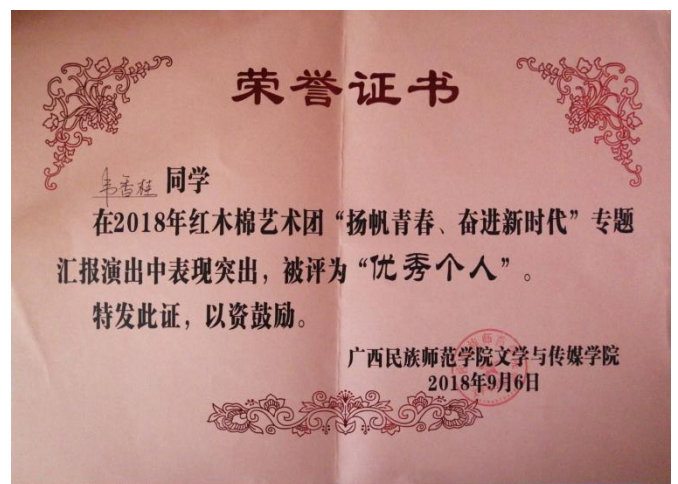 荣誉证书
韦香桂 同学
在2018年红木棉艺术团“扬帆青春、奋进新时代”专题
汇报演出中表现突出，被评为“优秀个人”。
特发此证，以资鼓励。
广西民族师范学院文学与传媒学院
2018年9月6日